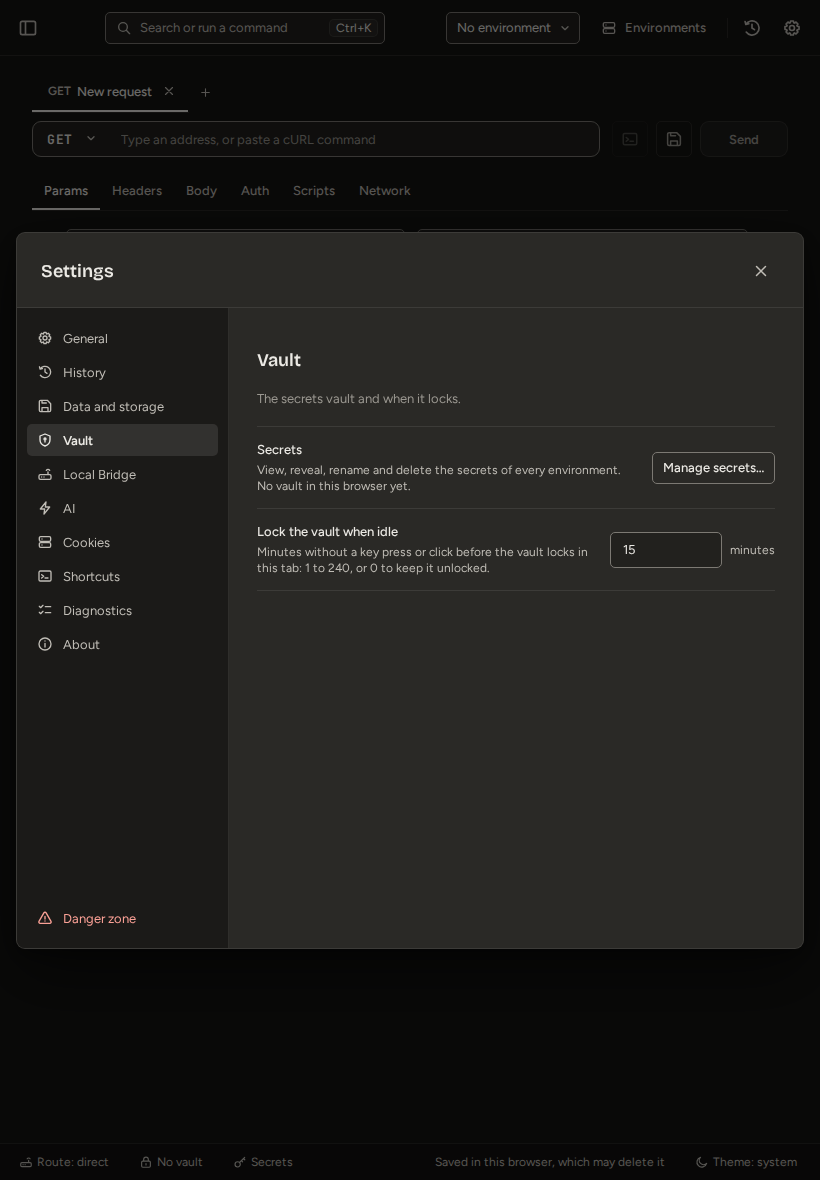 Search or run a command Ctrl+K No environment Environments
GET New request
GET Type an address, or paste a cURL command Send
Params Headers Body Auth Scripts Network
Settings
General
History
Data and storage
Vault
Local Bridge
AI
Cookies
Shortcuts
Diagnostics
About
Danger zone
Vault
The secrets vault and when it locks.
Secrets
View, reveal, rename and delete the secrets of every environment.
No vault in this browser yet.
Manage secrets...
Lock the vault when idle
Minutes without a key press or click before the vault locks in
this tab: 1 to 240, or 0 to keep it unlocked.
15 minutes
Route: direct No vault Secrets Saved in this browser, which may delete it Theme: system